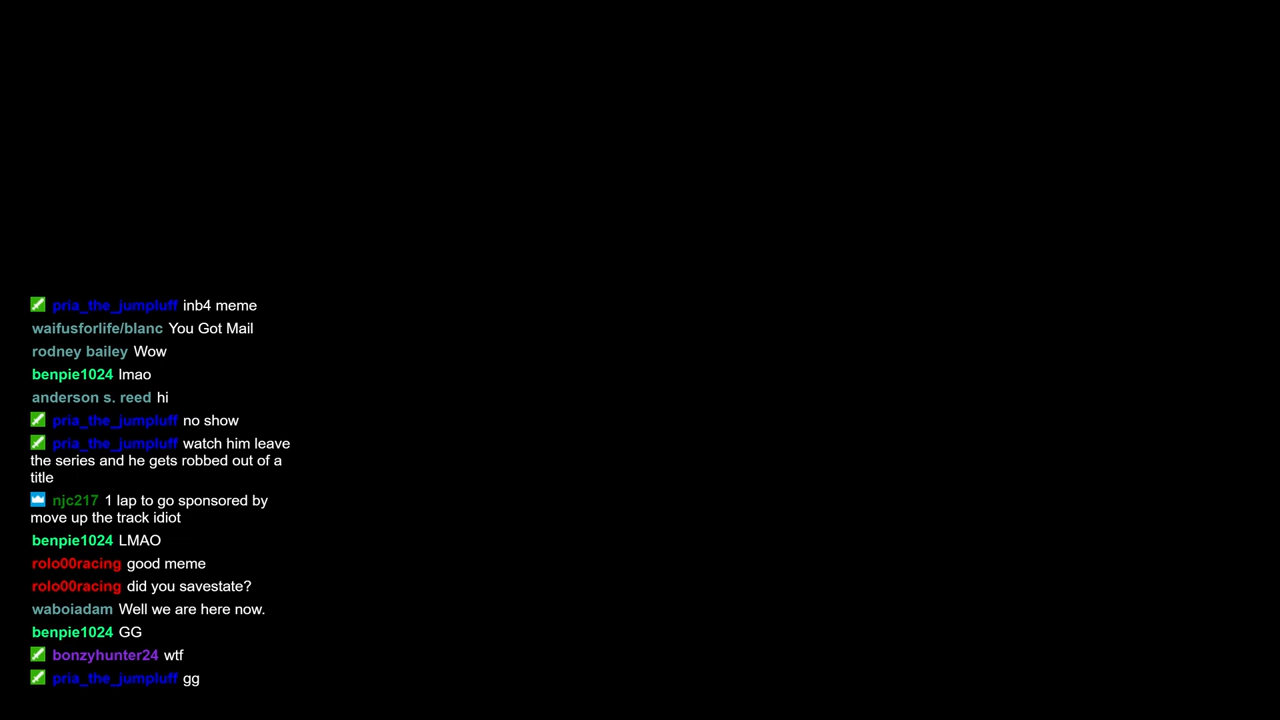 pria_the_jumpluff inb4 meme
waifusforlife/blanc You Got Mail
rodney bailey Wow
benpie1024 lmao
anderson s. reed hi
pria_the_jumpluff no show
pria_the_jumpluff watch him leave
the series and he gets robbed out of a
title
njc217 1 lap to go sponsored by
move up the track idiot
benpie1024 LMAO
rolo00racing good meme
rolo00racing did you savestate?
waboiadam Well we are here now.
benpie1024 GG
bonzyhunter24 wtf
pria_the_jumpluff gg